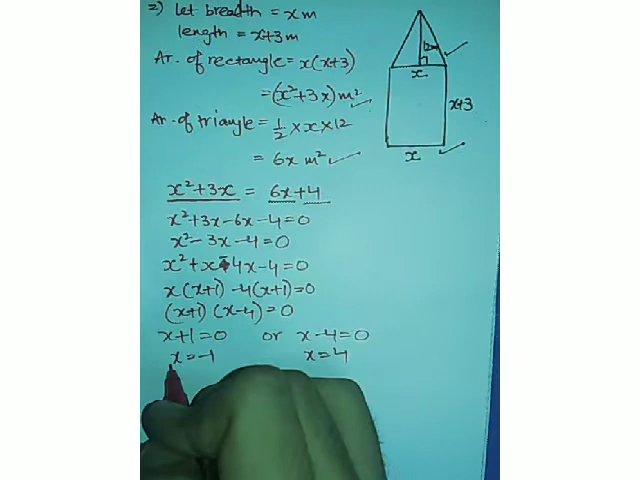 2) Let breadth = x m
length = x+3 m
Ar. of rectangle = x(x+3)
= (x²+3x) m²
Ar. of triangle = 1/2 × x × 12
= 6x m²
x²+3x = 6x+4
x²+3x-6x-4=0
x²-3x-4=0
x²+x-4x-4=0
x(x+1) -4(x+1)=0
(x+1) (x-4)=0
x+1=0 or x-4=0
x=-1 x=4
x
x+3
x